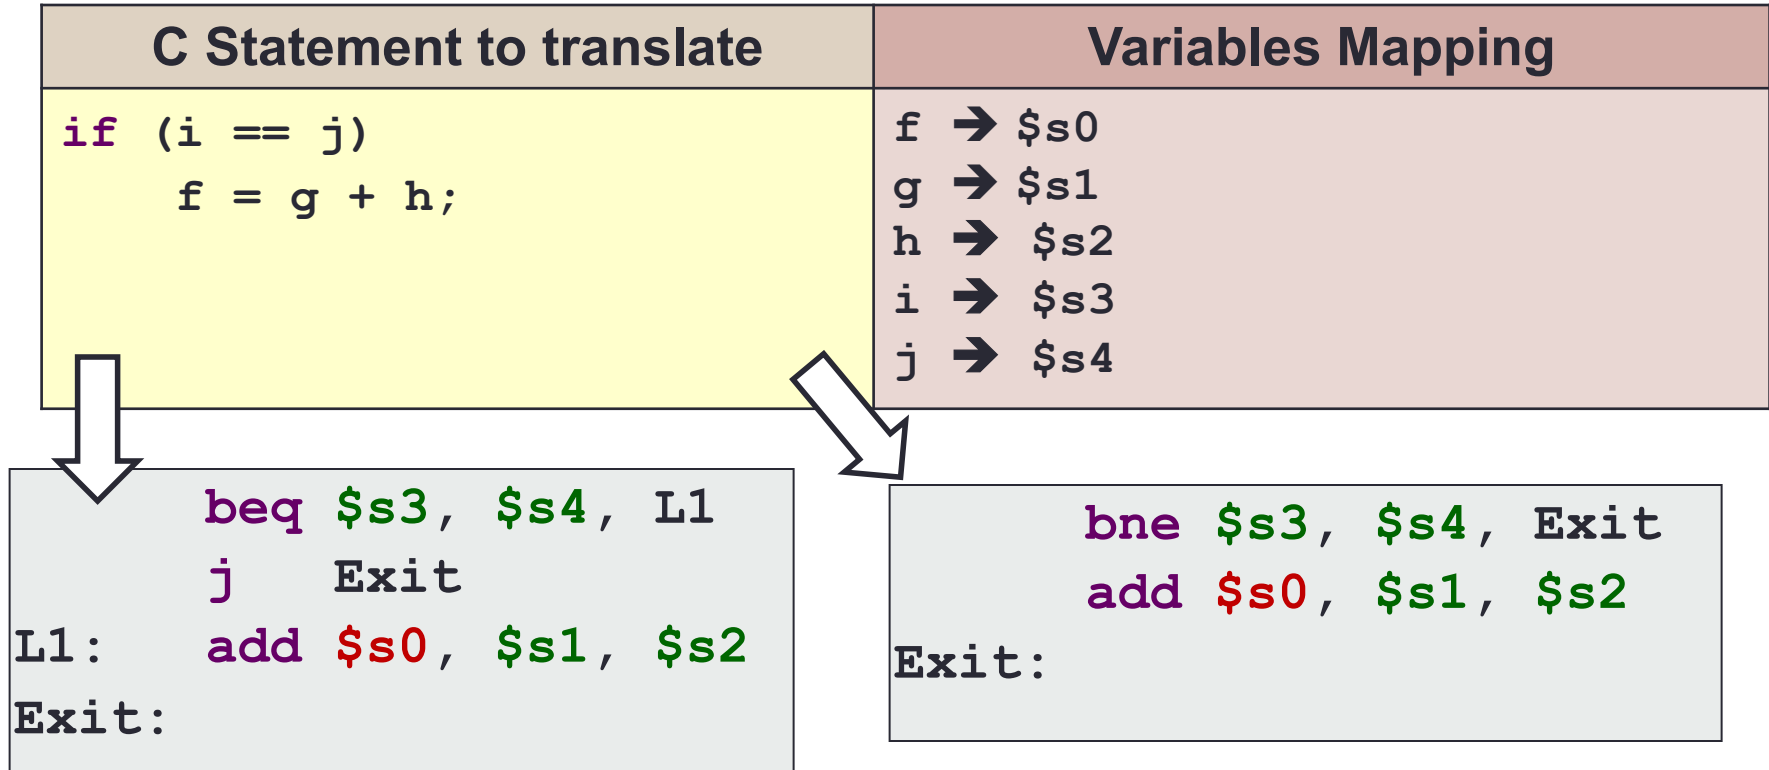 C Statement to translate
Variables Mapping
if (i == j)
f = g + h;
f ➔ $s0
g ➔ $s1
h ➔ $s2
i ➔ $s3
j ➔ $s4
beq $s3, $s4, L1
j Exit
L1: add $s0, $s1, $s2
Exit:
bne $s3, $s4, Exit
add $s0, $s1, $s2
Exit: